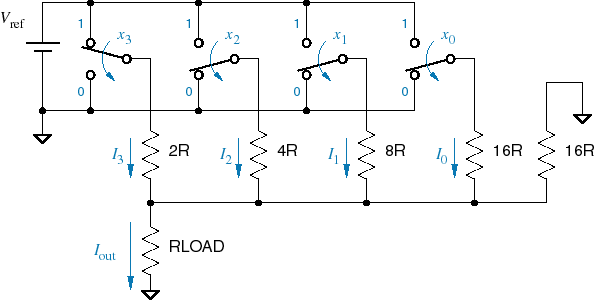 Vref
1 x3 1 x2 1 x1 1 x0
0 0 0 0
I3 2R I2 4R I1 8R I0 16R 16R
Iout RLOAD